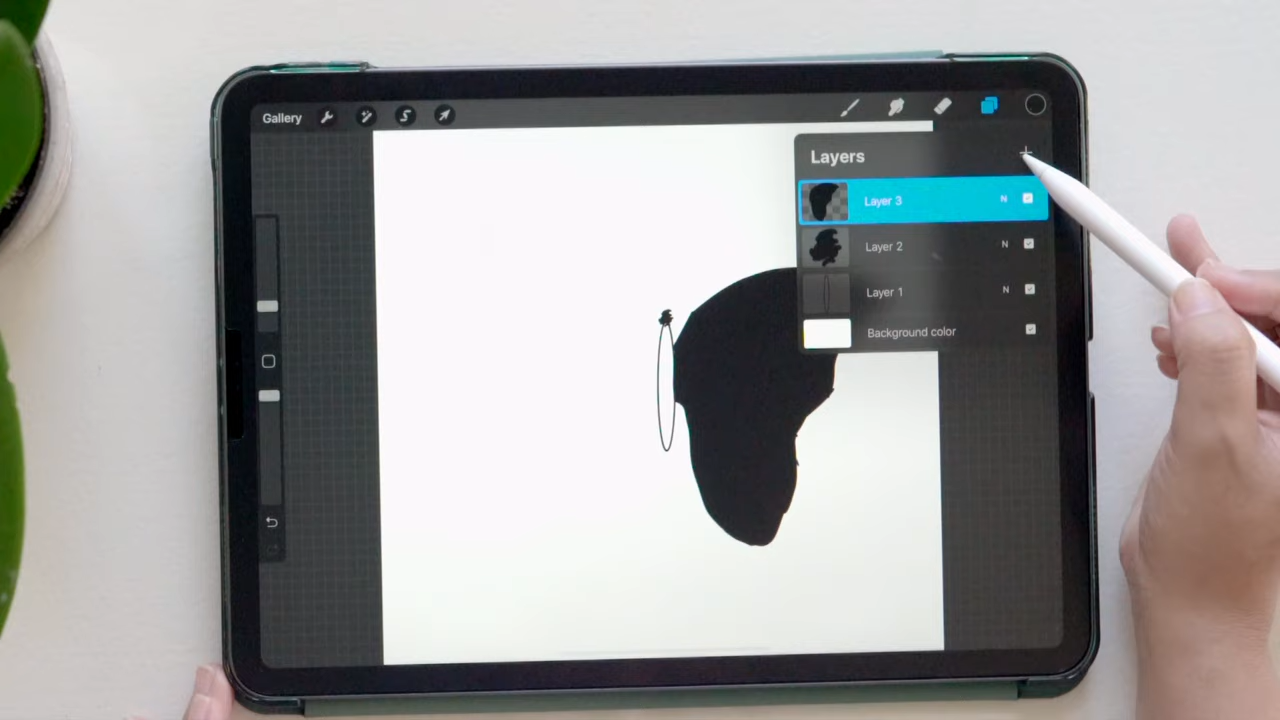 Gallery
Layers
Layer 3 N
Layer 2 N
Layer 1 N
Background color